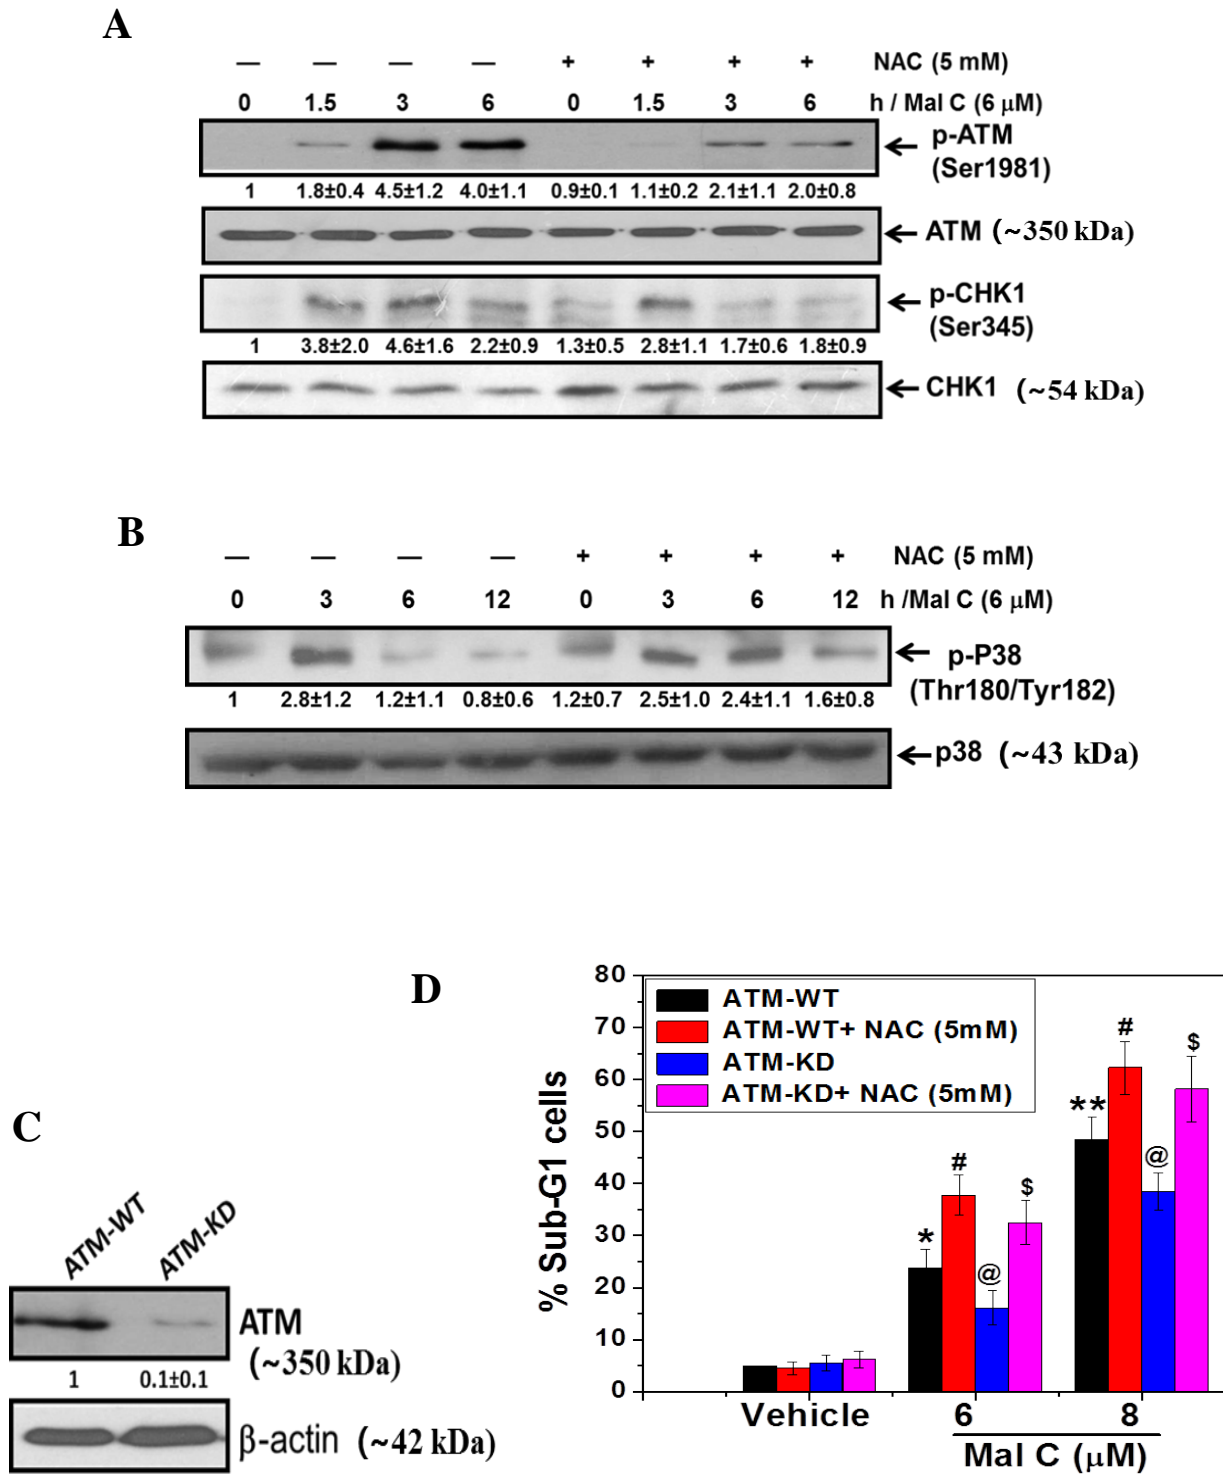 A
— — — — + + + + NAC (5 mM)
0 1.5 3 6 0 1.5 3 6 h / Mal C (6 μM)
p-ATM
(Ser1981)
1 1.8±0.4 4.5±1.2 4.0±1.1 0.9±0.1 1.1±0.2 2.1±1.1 2.0±0.8
ATM (~350 kDa)
p-CHK1
(Ser345)
1 3.8±2.0 4.6±1.6 2.2±0.9 1.3±0.5 2.8±1.1 1.7±0.6 1.8±0.9
CHK1 (~54 kDa)
B
— — — — + + + + NAC (5 mM)
0 3 6 12 0 3 6 12 h /Mal C (6 μM)
p-P38
(Thr180/Tyr182)
1 2.8±1.2 1.2±1.1 0.8±0.6 1.2±0.7 2.5±1.0 2.4±1.1 1.6±0.8
p38 (~43 kDa)
C
ATM-WT ATM-KD
ATM
(~350 kDa)
1 0.1±0.1
β-actin (~42 kDa)
D
% Sub-G1 cells
80
70
60
50
40
30
20
10
0
ATM-WT
ATM-WT+ NAC (5mM)
ATM-KD
ATM-KD+ NAC (5mM)
* # @ $
** # @ $
Vehicle 6 8
Mal C (μM)